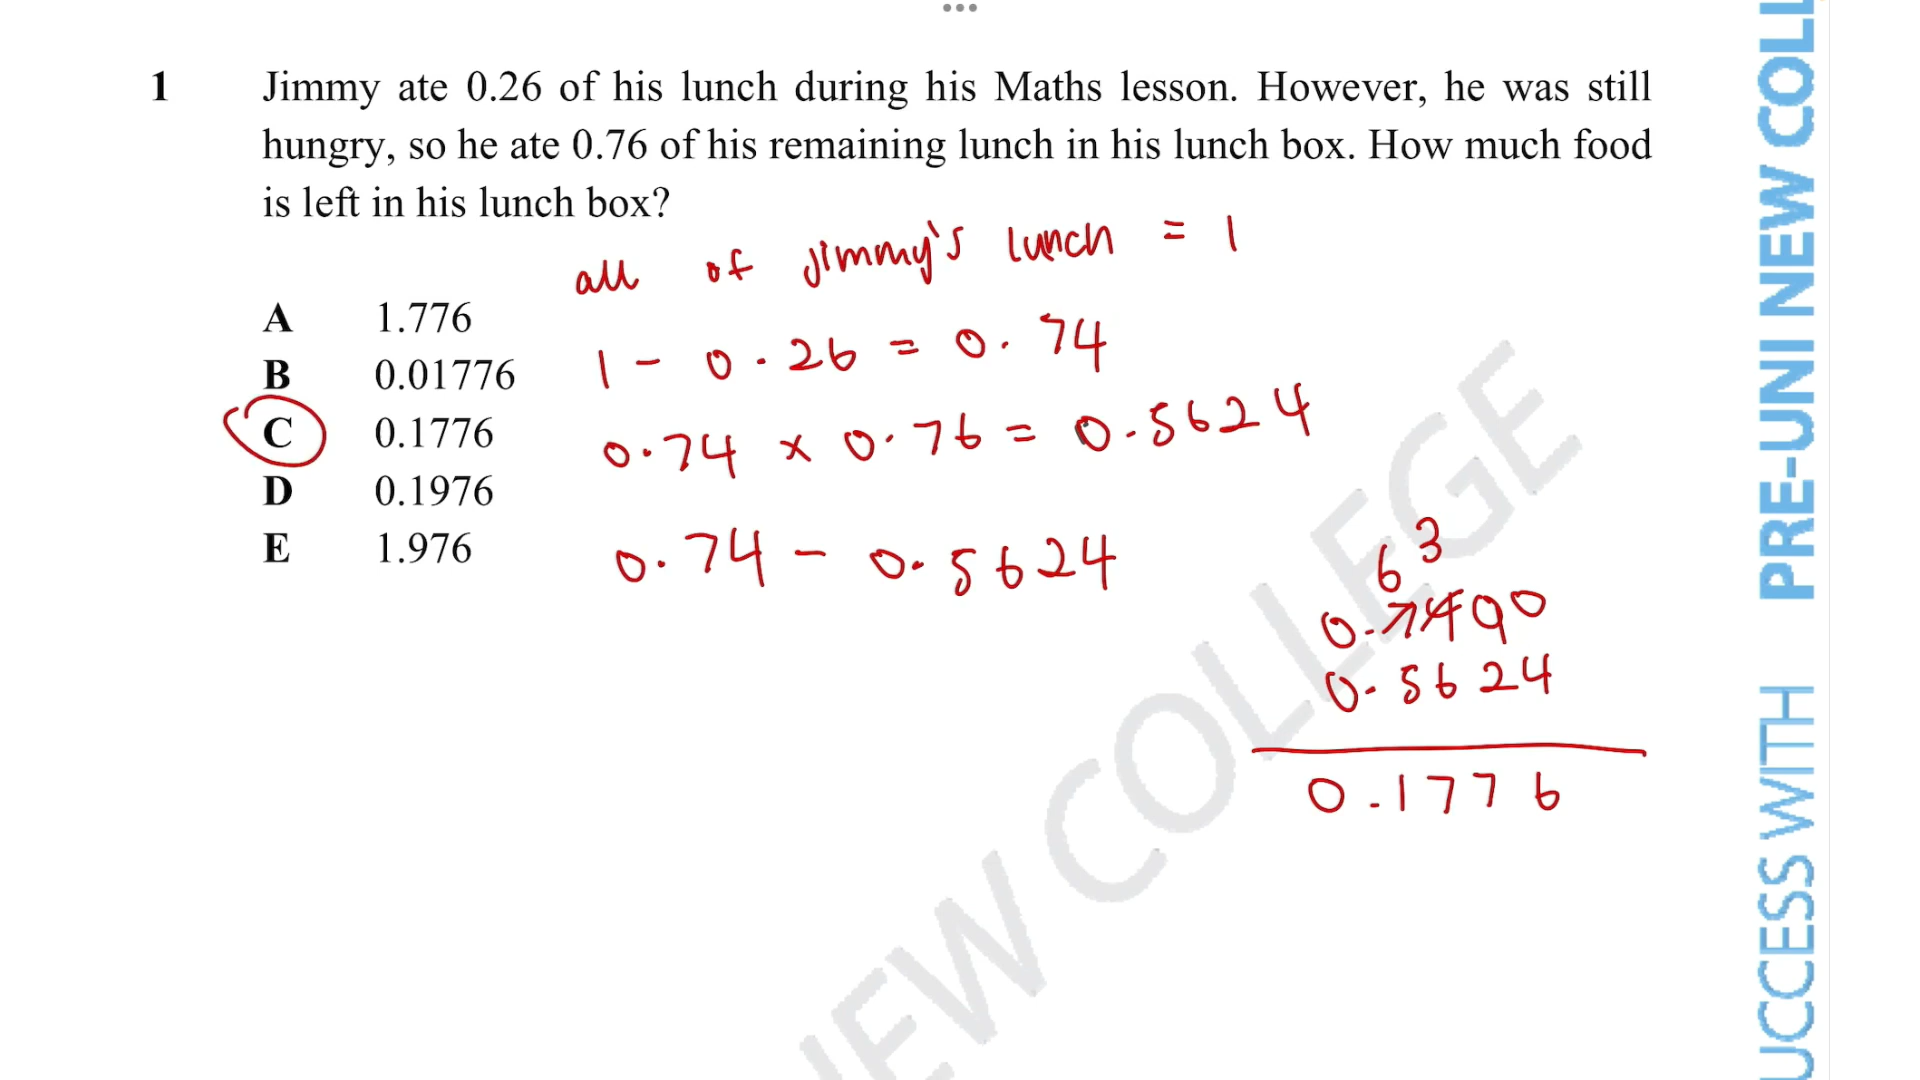 1 Jimmy ate 0.26 of his lunch during his Maths lesson. However, he was still
hungry, so he ate 0.76 of his remaining lunch in his lunch box. How much food
is left in his lunch box?
all of Jimmy's lunch = 1
A 1.776
B 0.01776
C 0.1776
D 0.1976
E 1.976
1 - 0.26 = 0.74
0.74 x 0.76 = 0.5624
0.74 - 0.5624
6 3
0.7400
0.5624
0.1776
NEW COLLEGE
UCCESS WITH PRE-UNI NEW COLL